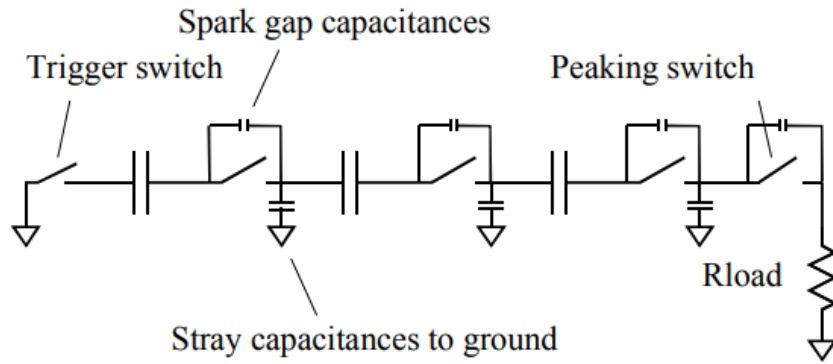 Spark gap capacitances
Trigger switch
Peaking switch
Rload
Stray capacitances to ground